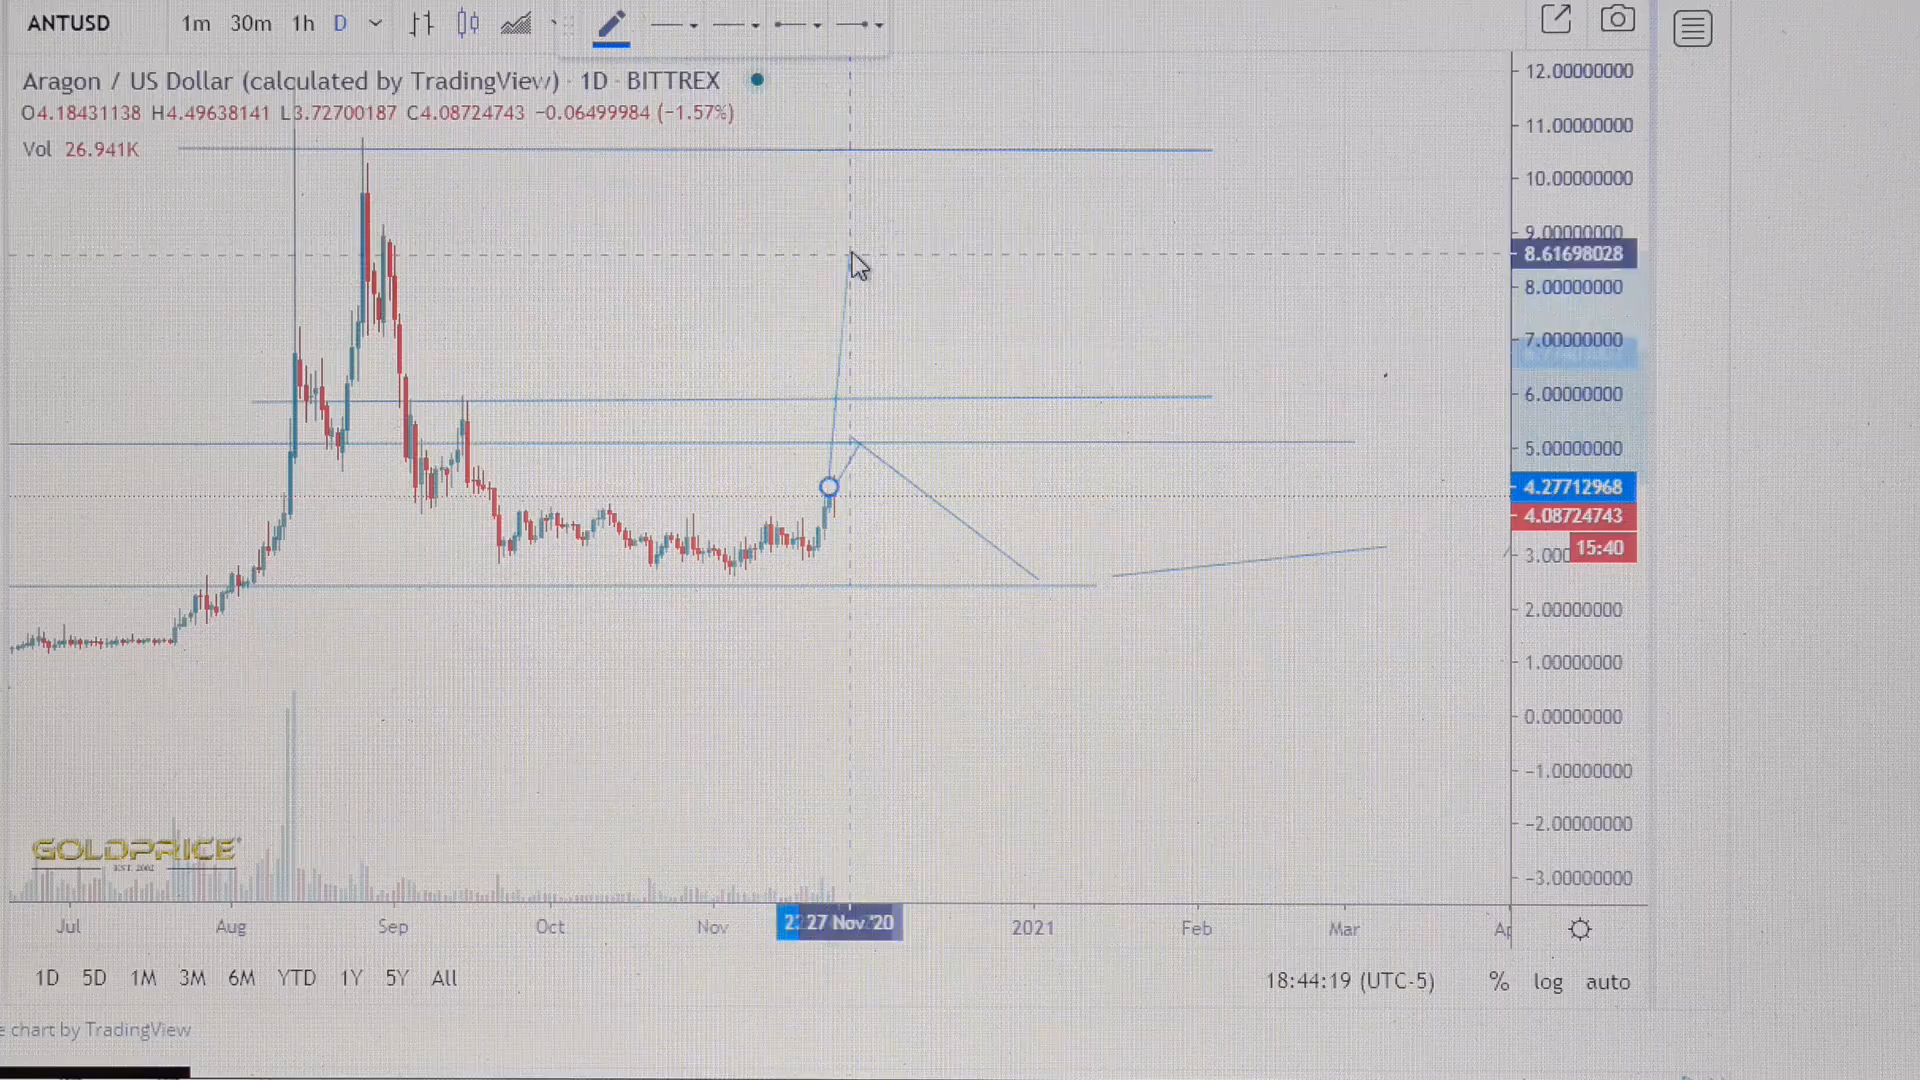 ANTUSD 1m 30m 1h D
Aragon / US Dollar (calculated by TradingView) · 1D · BITTREX
O4.18431138 H4.49638141 L3.72700187 C4.08724743 −0.06499984 (−1.57%)
Vol 26.941K
12.00000000
11.00000000
10.00000000
9.00000000
8.61698028
8.00000000
7.00000000
6.00000000
5.00000000
4.27712968
4.08724743
15:40
3.000
2.00000000
1.00000000
0.00000000
−1.00000000
−2.00000000
−3.00000000
GOLDPRICE
EST. 2002
Jul Aug Sep Oct Nov 27 Nov '20 2021 Feb Mar
1D 5D 1M 3M 6M YTD 1Y 5Y All 18:44:19 (UTC-5) % log auto
e chart by TradingView